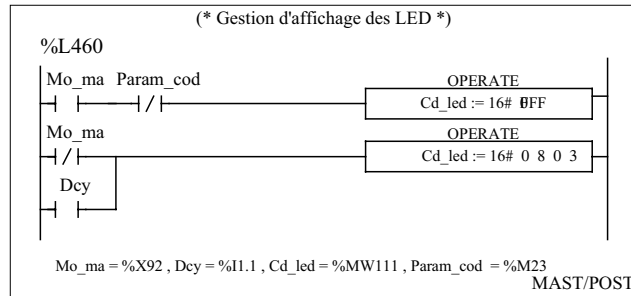 (* Gestion d'affichage des LED *)
%L460
Mo_ma Param_cod OPERATE
Cd_led := 16#
Mo_ma OPERATE
Cd_led := 16# 0 8 0 3
Dcy
Mo_ma = %X92 , Dcy = %I1.1 , Cd_led = %MW111 , Param_cod = %M23
MAST/POST